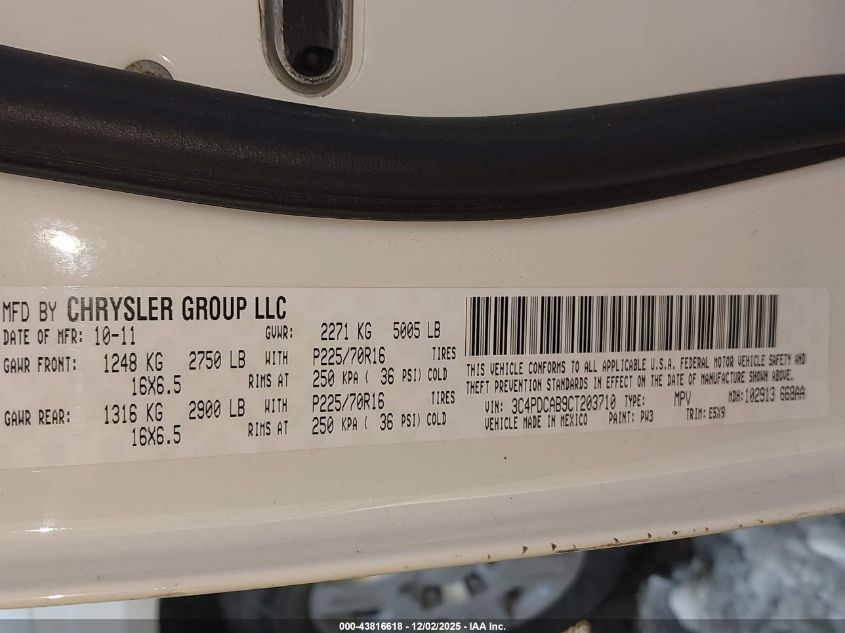 MFD BY CHRYSLER GROUP LLC
DATE OF MFR: 10-11 GVWR: 2271 KG 5005 LB
GAWR FRONT: 1248 KG 2750 LB WITH P225/70R16 TIRES
16X6.5 RIMS AT 250 KPA ( 36 PSI) COLD
GAWR REAR: 1316 KG 2900 LB WITH P225/70R16 TIRES
16X6.5 RIMS AT 250 KPA ( 36 PSI) COLD
THIS VEHICLE CONFORMS TO ALL APPLICABLE U.S.A. FEDERAL MOTOR VEHICLE SAFETY AND
THEFT PREVENTION STANDARDS IN EFFECT ON THE DATE OF MANUFACTURE SHOWN ABOVE.
VIN: 3C4PDCAB9CT203710 TYPE: MPV MDH:102913 668AA
VEHICLE MADE IN MEXICO PAINT: PW3 TRIM: E5X9
000-43816618 - 12/02/2025 - IAA Inc.